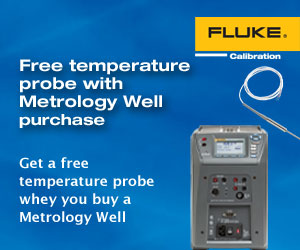 FLUKE®
Calibration
Free temperature
probe with
Metrology Well
purchase
Get a free
temperature probe
whey you buy a
Metrology Well